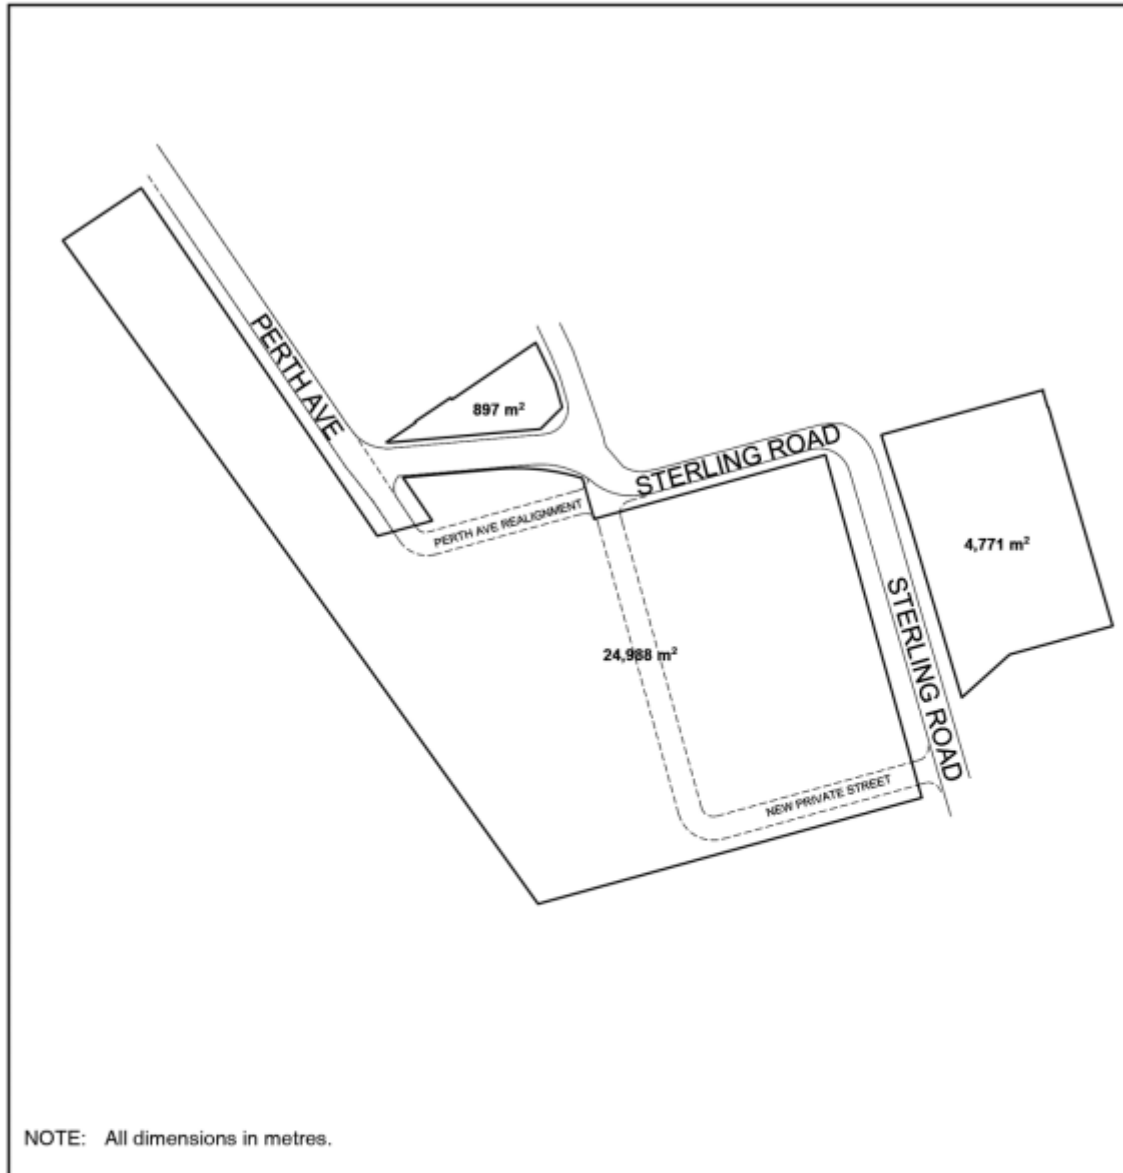 PERTH AVE
897 m²
STERLING ROAD
PERTH AVE REALIGNMENT
4,771 m²
STERLING ROAD
24,988 m²
NEW PRIVATE STREET
NOTE: All dimensions in metres.